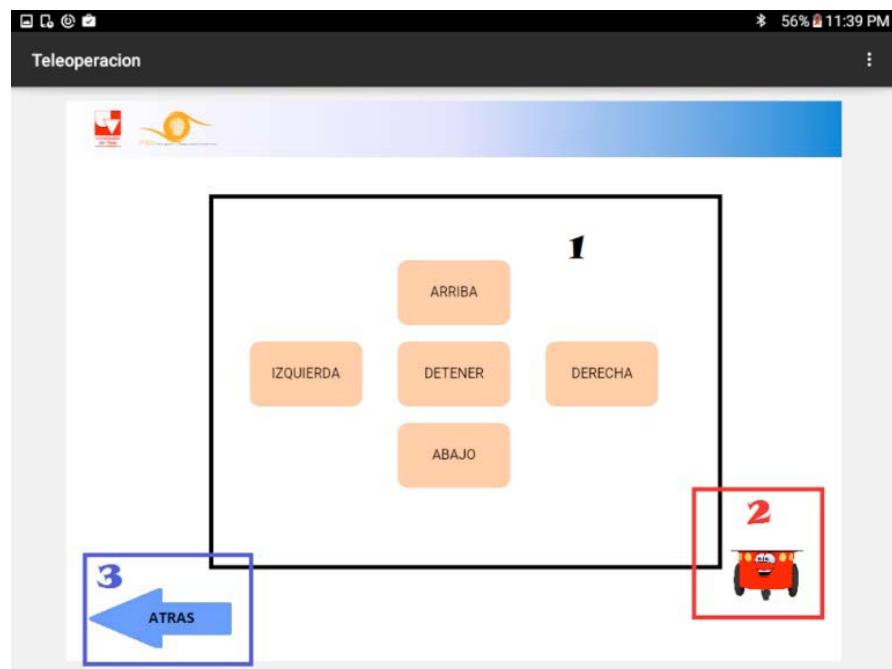 56% 11:39 PM
Teleoperacion
1
ARRIBA
IZQUIERDA DETENER DERECHA
ABAJO
2
3
ATRAS